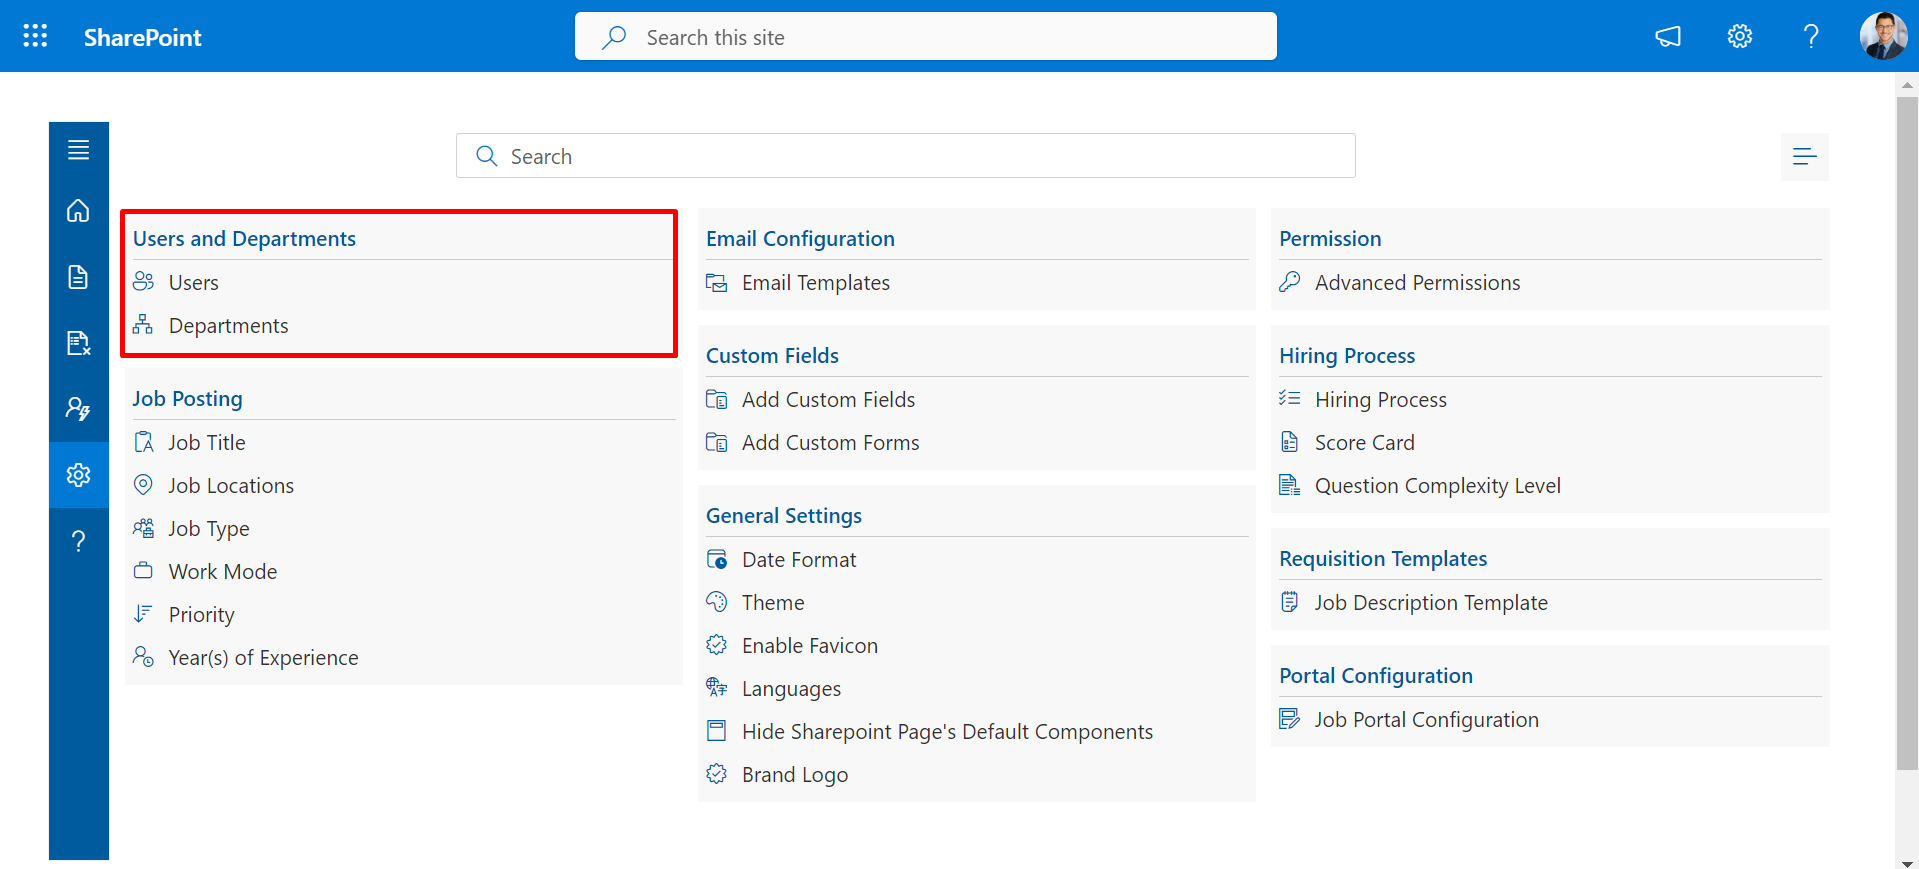 SharePoint
Search this site
Search
Users and Departments
Users
Departments
Job Posting
Job Title
Job Locations
Job Type
Work Mode
Priority
Year(s) of Experience
Email Configuration
Email Templates
Custom Fields
Add Custom Fields
Add Custom Forms
General Settings
Date Format
Theme
Enable Favicon
Languages
Hide Sharepoint Page's Default Components
Brand Logo
Permission
Advanced Permissions
Hiring Process
Hiring Process
Score Card
Question Complexity Level
Requisition Templates
Job Description Template
Portal Configuration
Job Portal Configuration